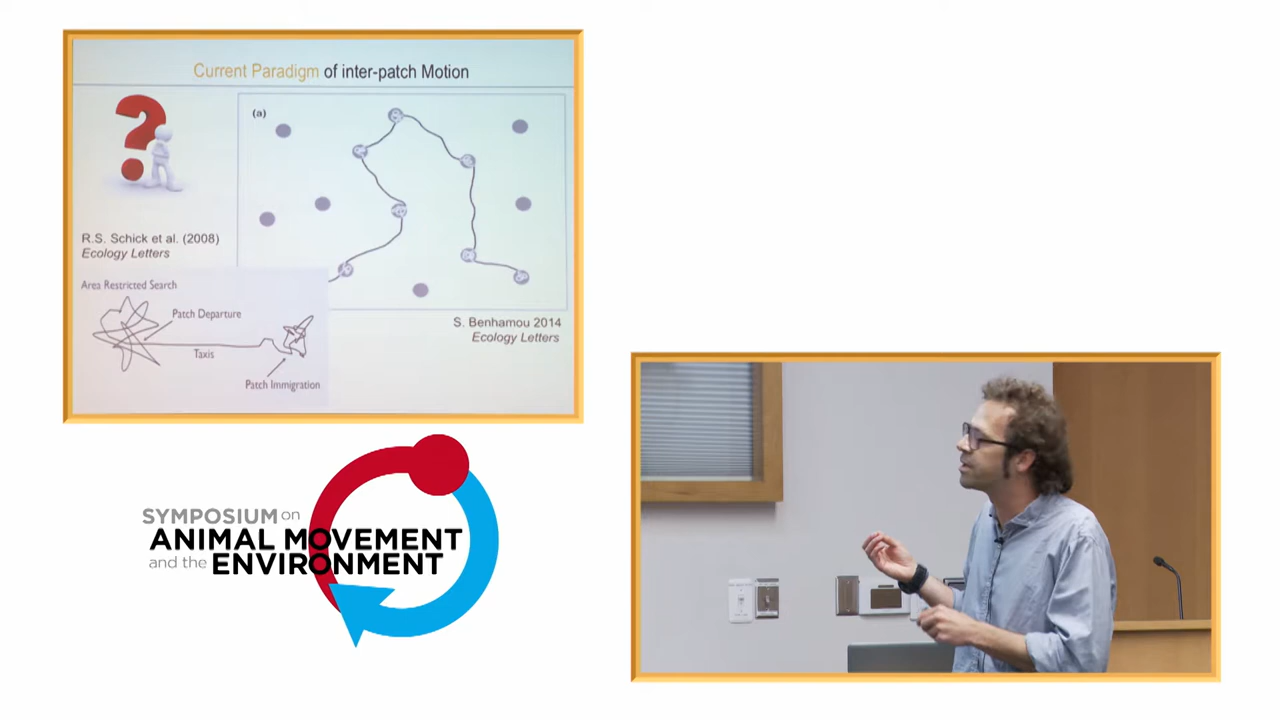 Current Paradigm of inter-patch Motion
(a)
R.S. Schick et al. (2008)
Ecology Letters
Area Restricted Search
Patch Departure
Taxis
Patch Immigration
S. Benhamou 2014
Ecology Letters
SYMPOSIUM on
ANIMAL MOVEMENT
and the ENVIRONMENT